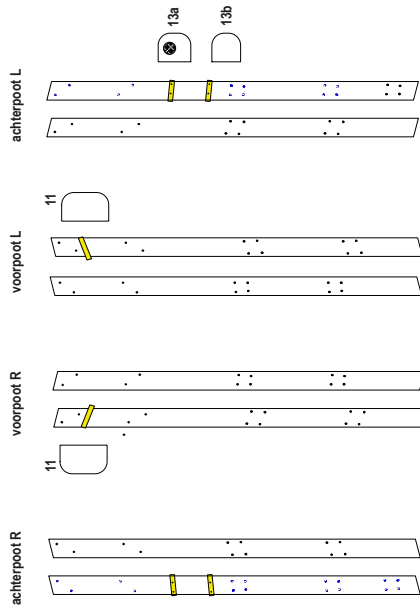 13a
13b
achterpoot L
11
voorpoot L
voorpoot R
11
achterpoot R